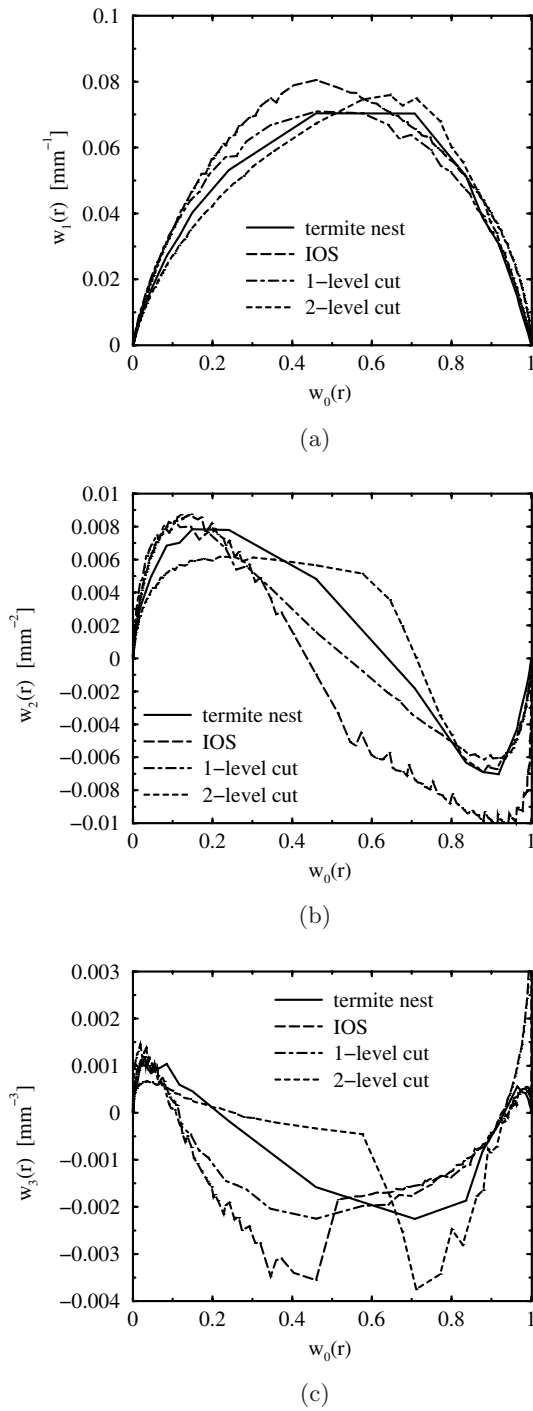 0.1
0.08
0.06
0.04
0.02
0
w₁(r) [mm⁻¹]
termite nest
IOS
1−level cut
2−level cut
0 0.2 0.4 0.6 0.8 1
w₀(r)
(a)
0.01
0.008
0.006
0.004
0.002
0
−0.002
−0.004
−0.006
−0.008
−0.01
w₂(r) [mm⁻²]
termite nest
IOS
1−level cut
2−level cut
0 0.2 0.4 0.6 0.8 1
w₀(r)
(b)
0.003
0.002
0.001
0
−0.001
−0.002
−0.003
−0.004
w₃(r) [mm⁻³]
termite nest
IOS
1−level cut
2−level cut
0 0.2 0.4 0.6 0.8 1
w₀(r)
(c)